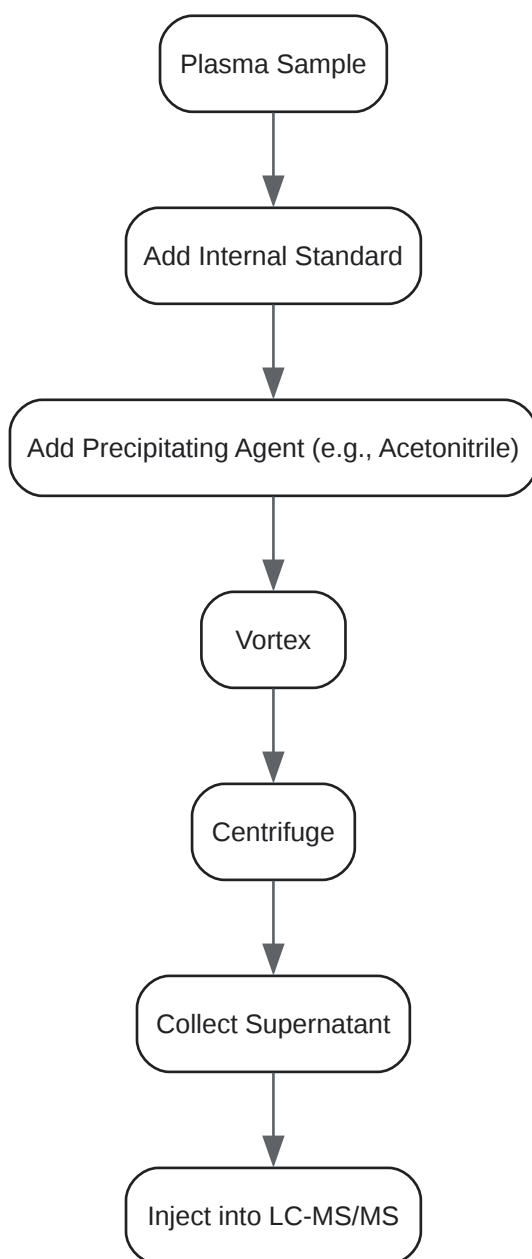 Plasma Sample
Add Internal Standard
Add Precipitating Agent (e.g., Acetonitrile)
Vortex
Centrifuge
Collect Supernatant
Inject into LC-MS/MS